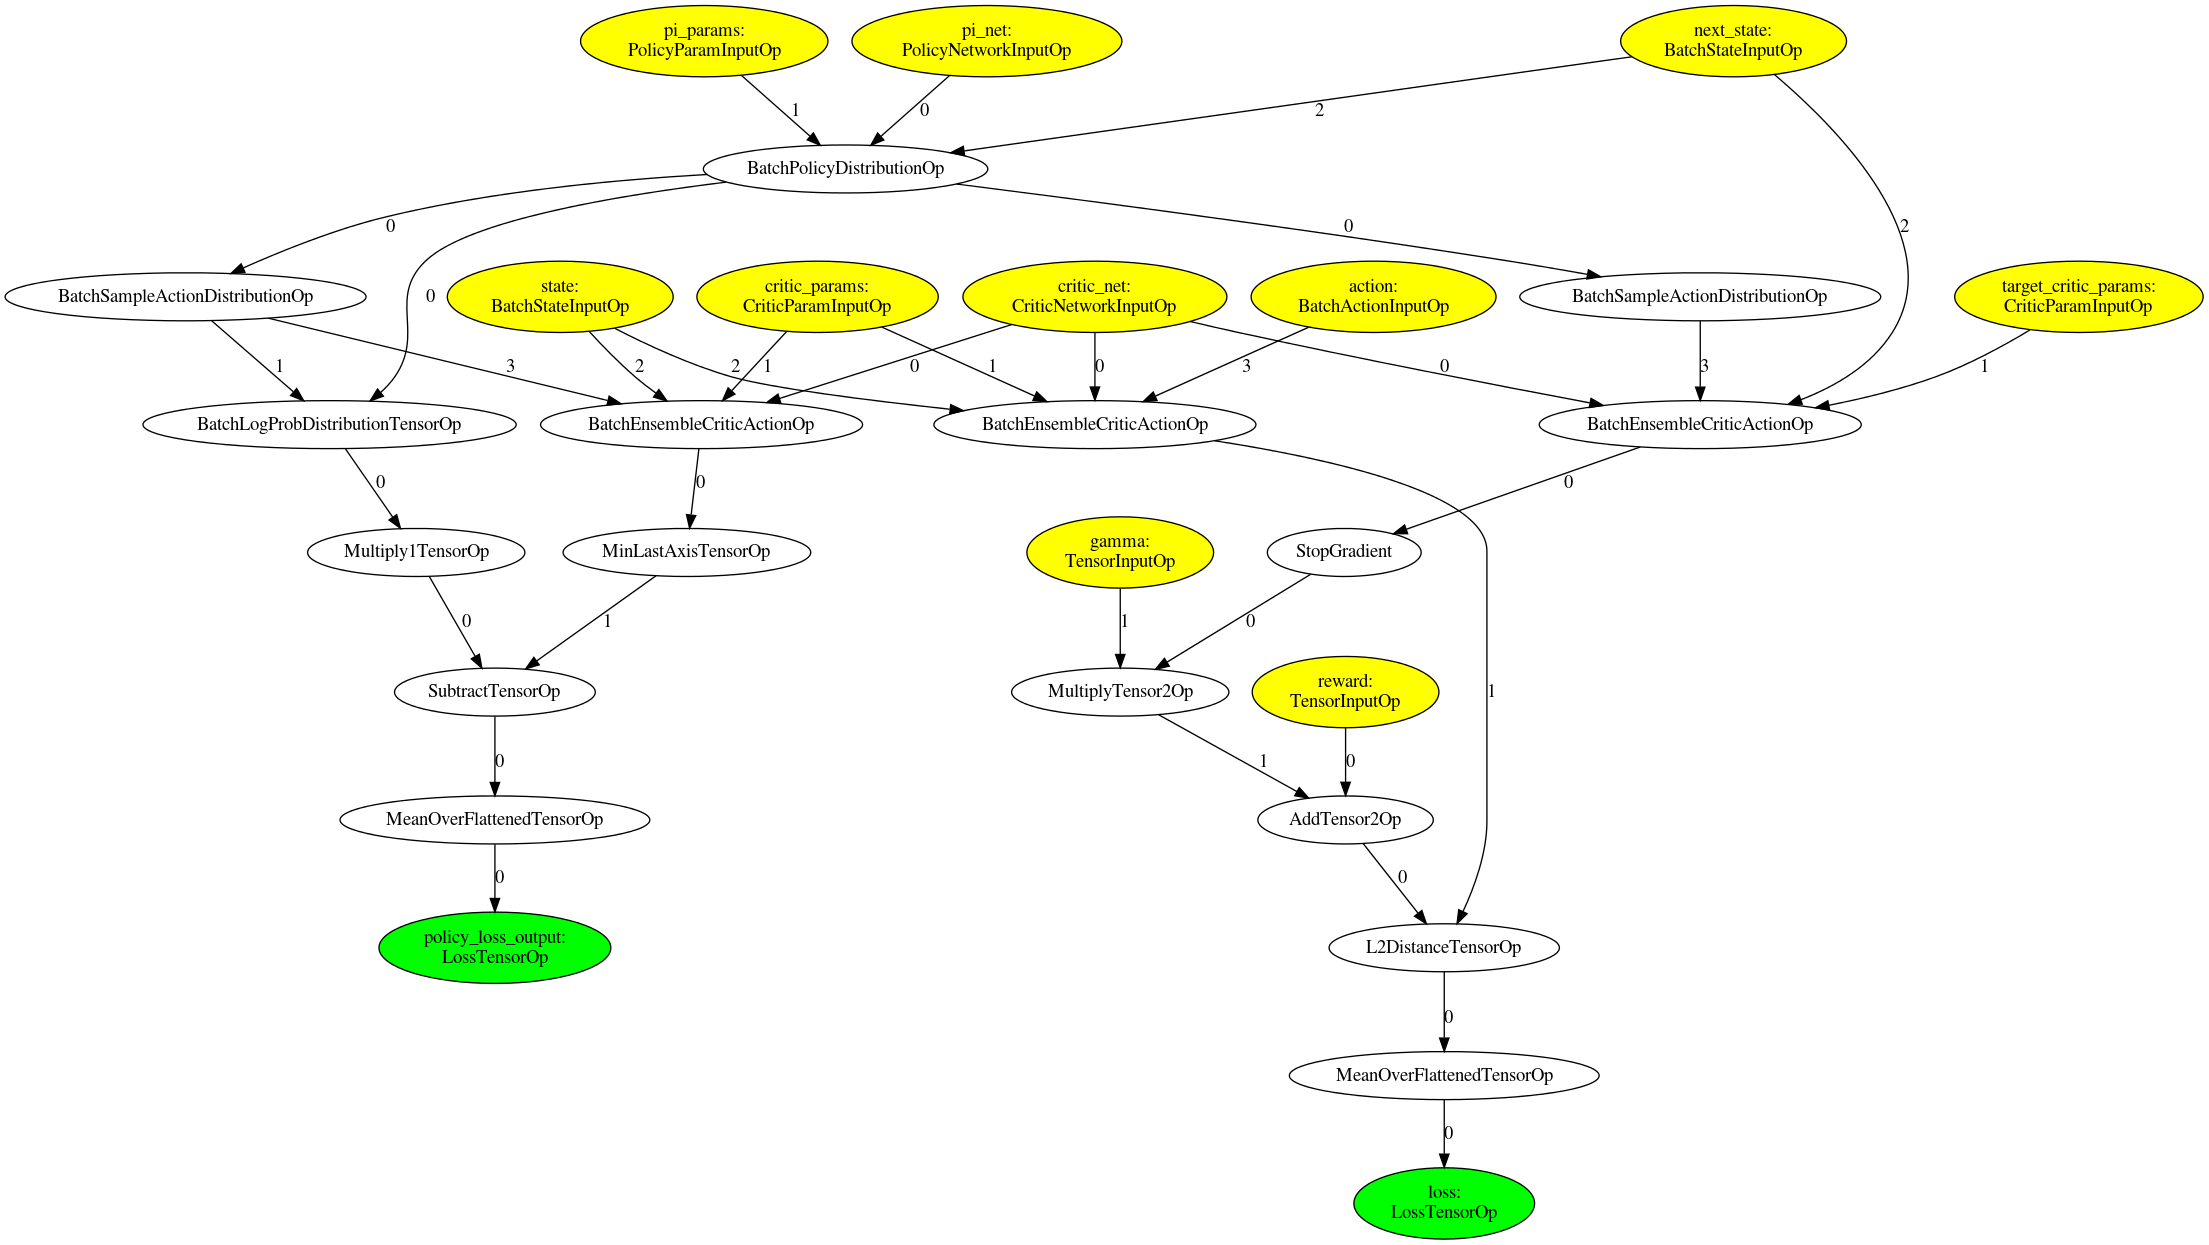 pi_params:
PolicyParamInputOp
pi_net:
PolicyNetworkInputOp
next_state:
BatchStateInputOp
1
0
2
BatchPolicyDistributionOp
0
0
2
BatchSampleActionDistributionOp
0
state:
BatchStateInputOp
critic_params:
CriticParamInputOp
critic_net:
CriticNetworkInputOp
action:
BatchActionInputOp
BatchSampleActionDistributionOp
target_critic_params:
CriticParamInputOp
1
3
2
2
1
0
1
0
3
0
3
1
BatchLogProbDistributionTensorOp
BatchEnsembleCriticActionOp
BatchEnsembleCriticActionOp
BatchEnsembleCriticActionOp
0
0
0
Multiply1TensorOp
MinLastAxisTensorOp
gamma:
TensorInputOp
StopGradient
0
1
1
0
SubtractTensorOp
MultiplyTensor2Op
reward:
TensorInputOp
1
0
1
0
MeanOverFlattenedTensorOp
AddTensor2Op
0
0
policy_loss_output:
LossTensorOp
L2DistanceTensorOp
0
MeanOverFlattenedTensorOp
0
loss:
LossTensorOp